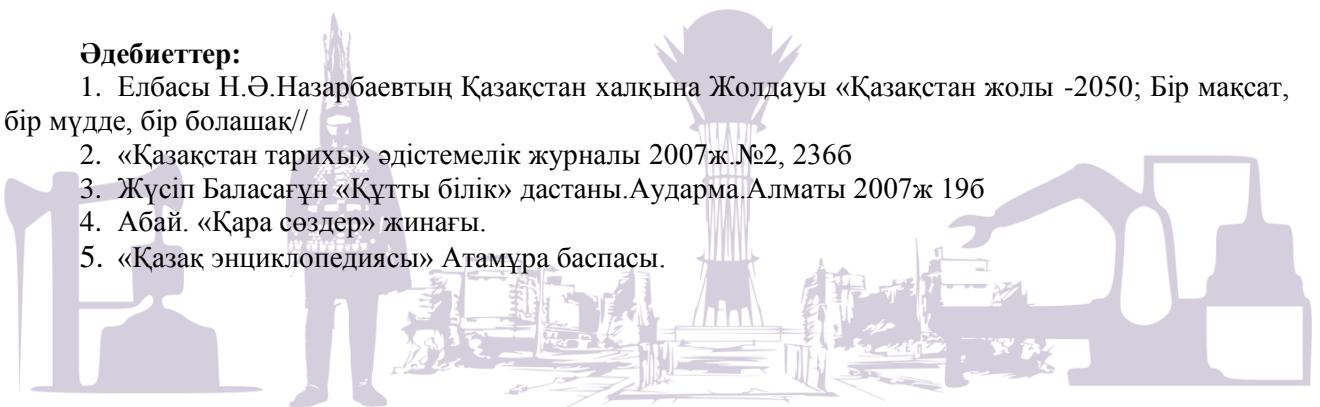 Әдебиеттер:
1. Елбасы Н.Ә.Назарбаевтың Қазақстан халқына Жолдауы «Қазақстан жолы -2050; Бір мақсат,
бір мүдде, бір болашақ//
2. «Қазақстан тарихы» әдістемелік журналы 2007ж.№2, 236б
3. Жүсіп Баласағұн «Құтты білік» дастаны.Аударма.Алматы 2007ж 19б
4. Абай. «Қара сөздер» жинағы.
5. «Қазақ энциклопедиясы» Атамұра баспасы.